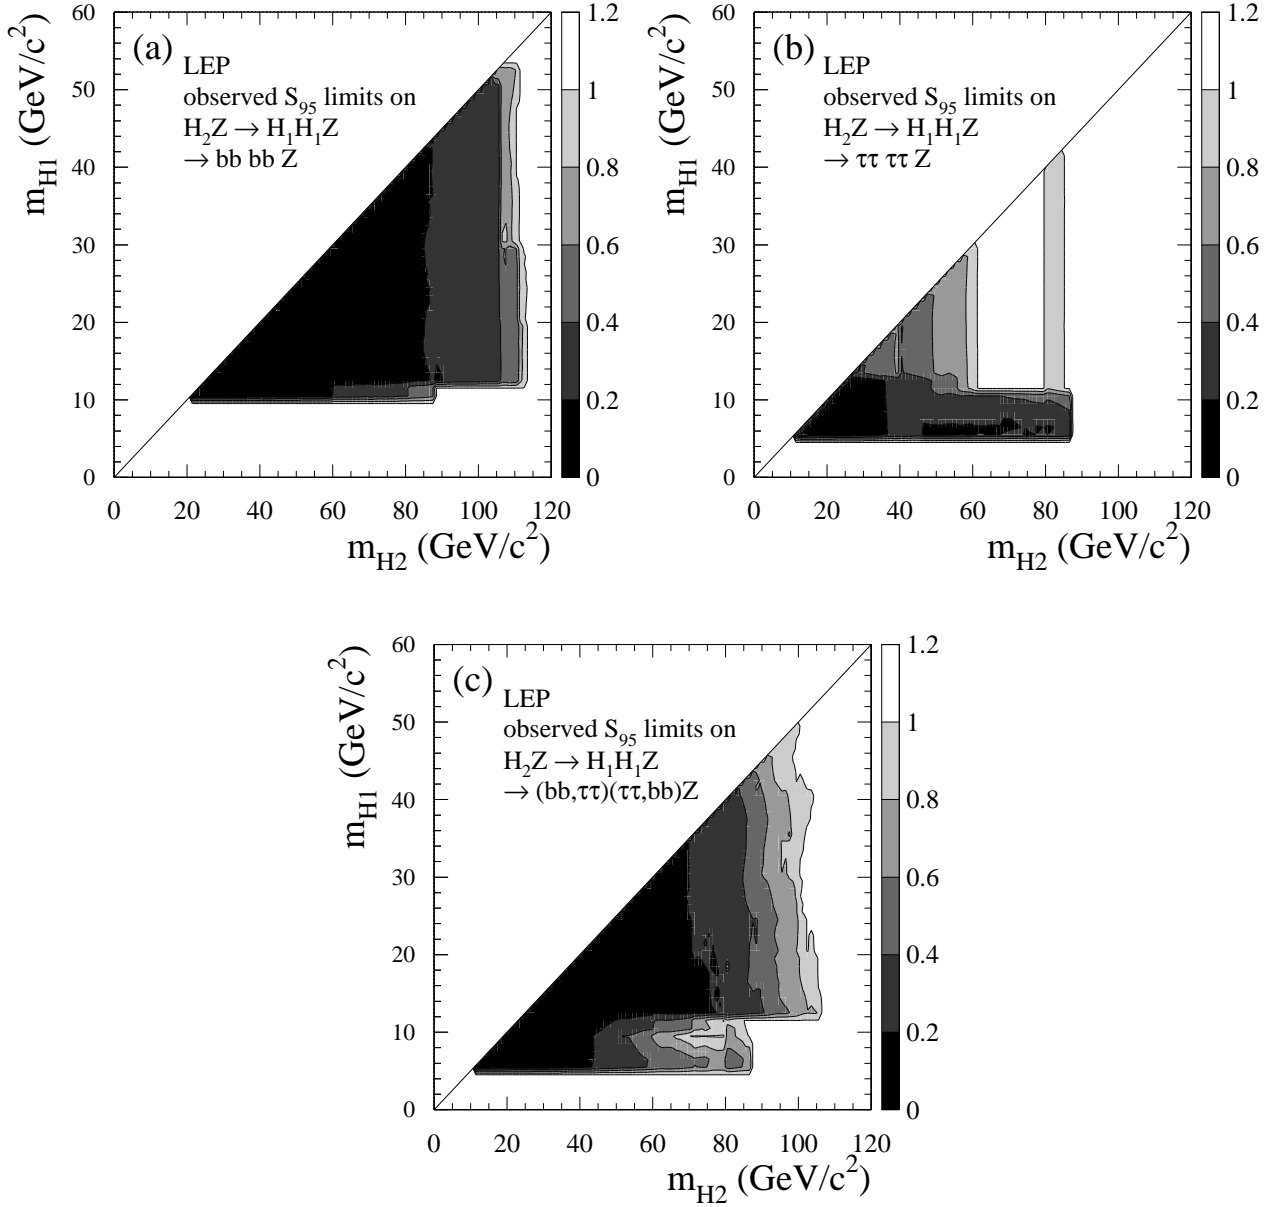 (a)
LEP
observed S95 limits on
H2Z → H1H1Z
→ bb bb Z
mH1 (GeV/c2)
60
50
40
30
20
10
0
0 20 40 60 80 100 120
mH2 (GeV/c2)
1.2
1
0.8
0.6
0.4
0.2
0
(b)
LEP
observed S95 limits on
H2Z → H1H1Z
→ ττ ττ Z
mH1 (GeV/c2)
60
50
40
30
20
10
0
0 20 40 60 80 100 120
mH2 (GeV/c2)
1.2
1
0.8
0.6
0.4
0.2
0
(c)
LEP
observed S95 limits on
H2Z → H1H1Z
→ (bb,ττ)(ττ,bb)Z
mH1 (GeV/c2)
60
50
40
30
20
10
0
0 20 40 60 80 100 120
mH2 (GeV/c2)
1.2
1
0.8
0.6
0.4
0.2
0